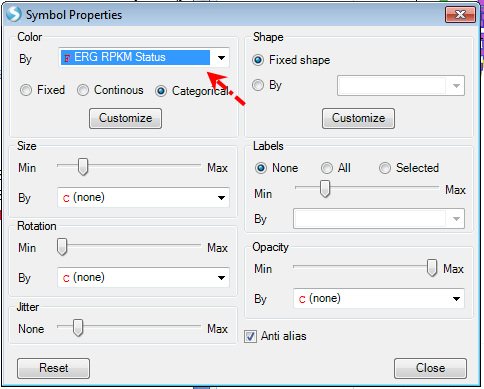 Symbol Properties
Color
By F ERG RPKM Status
Fixed Continous Categorical
Customize
Size
Min Max
By C (none)
Rotation
Min Max
By C (none)
Jitter
None Max
Reset
Shape
Fixed shape
By
Customize
Labels
None All Selected
Min Max
By
Opacity
Min Max
By C (none)
Anti alias
Close